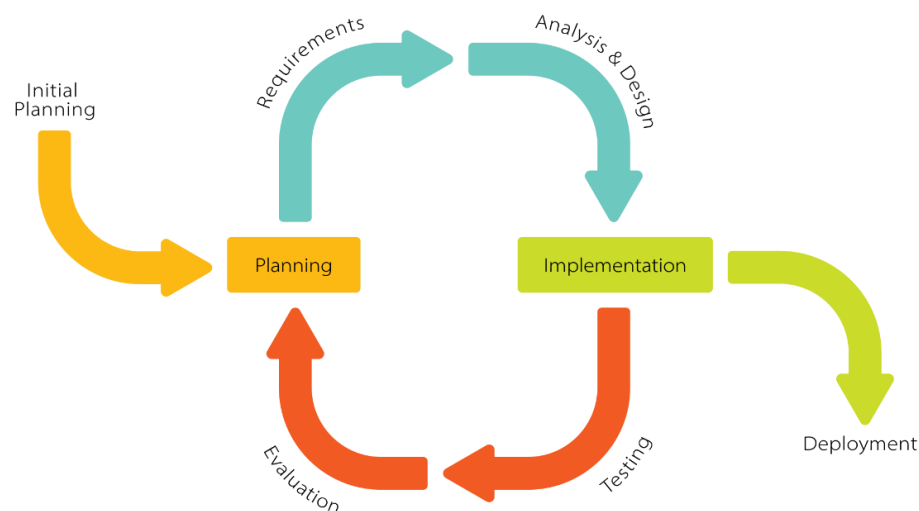 Initial
Planning
Requirements
Analysis & Design
Planning
Implementation
Evaluation
Testing
Deployment